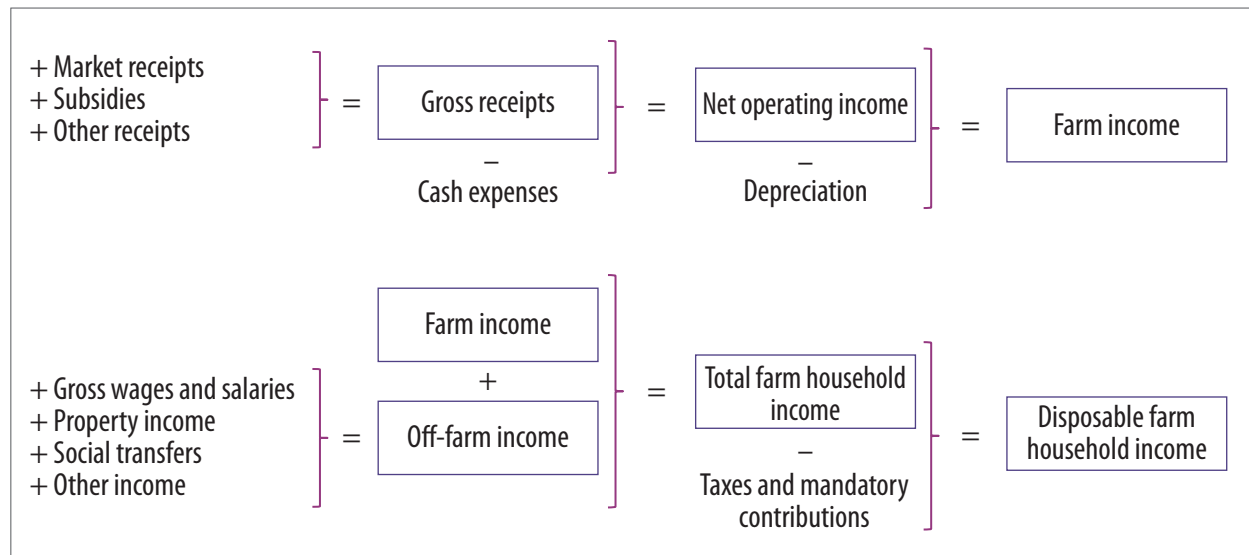 + Market receipts
+ Subsidies
+ Other receipts
=
Gross receipts
–
Cash expenses
=
Net operating income
–
Depreciation
=
Farm income
+ Gross wages and salaries
+ Property income
+ Social transfers
+ Other income
=
Farm income
+
Off-farm income
=
Total farm household
income
–
Taxes and mandatory
contributions
=
Disposable farm
household income